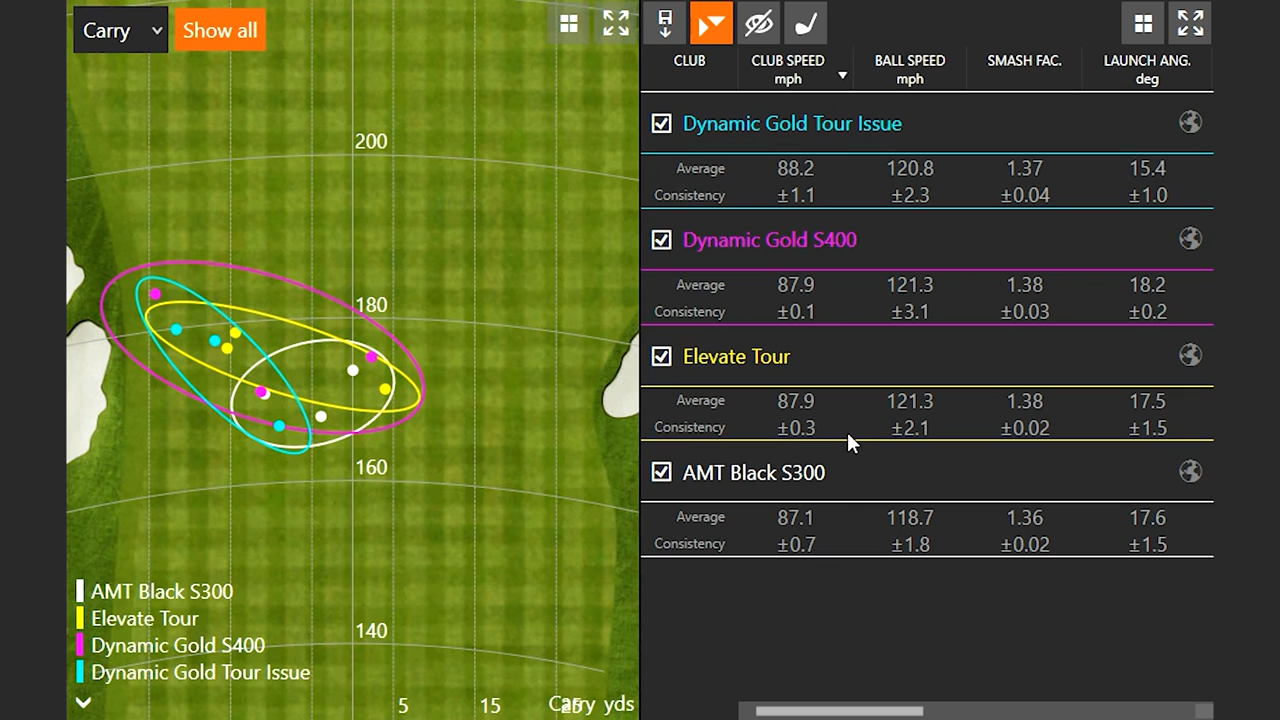 Carry
Show all
200
180
160
140
AMT Black S300
Elevate Tour
Dynamic Gold S400
Dynamic Gold Tour Issue
5 15 Carry yds
CLUB CLUB SPEED BALL SPEED SMASH FAC. LAUNCH ANG.
mph mph deg
Dynamic Gold Tour Issue
Average 88.2 120.8 1.37 15.4
Consistency ±1.1 ±2.3 ±0.04 ±1.0
Dynamic Gold S400
Average 87.9 121.3 1.38 18.2
Consistency ±0.1 ±3.1 ±0.03 ±0.2
Elevate Tour
Average 87.9 121.3 1.38 17.5
Consistency ±0.3 ±2.1 ±0.02 ±1.5
AMT Black S300
Average 87.1 118.7 1.36 17.6
Consistency ±0.7 ±1.8 ±0.02 ±1.5